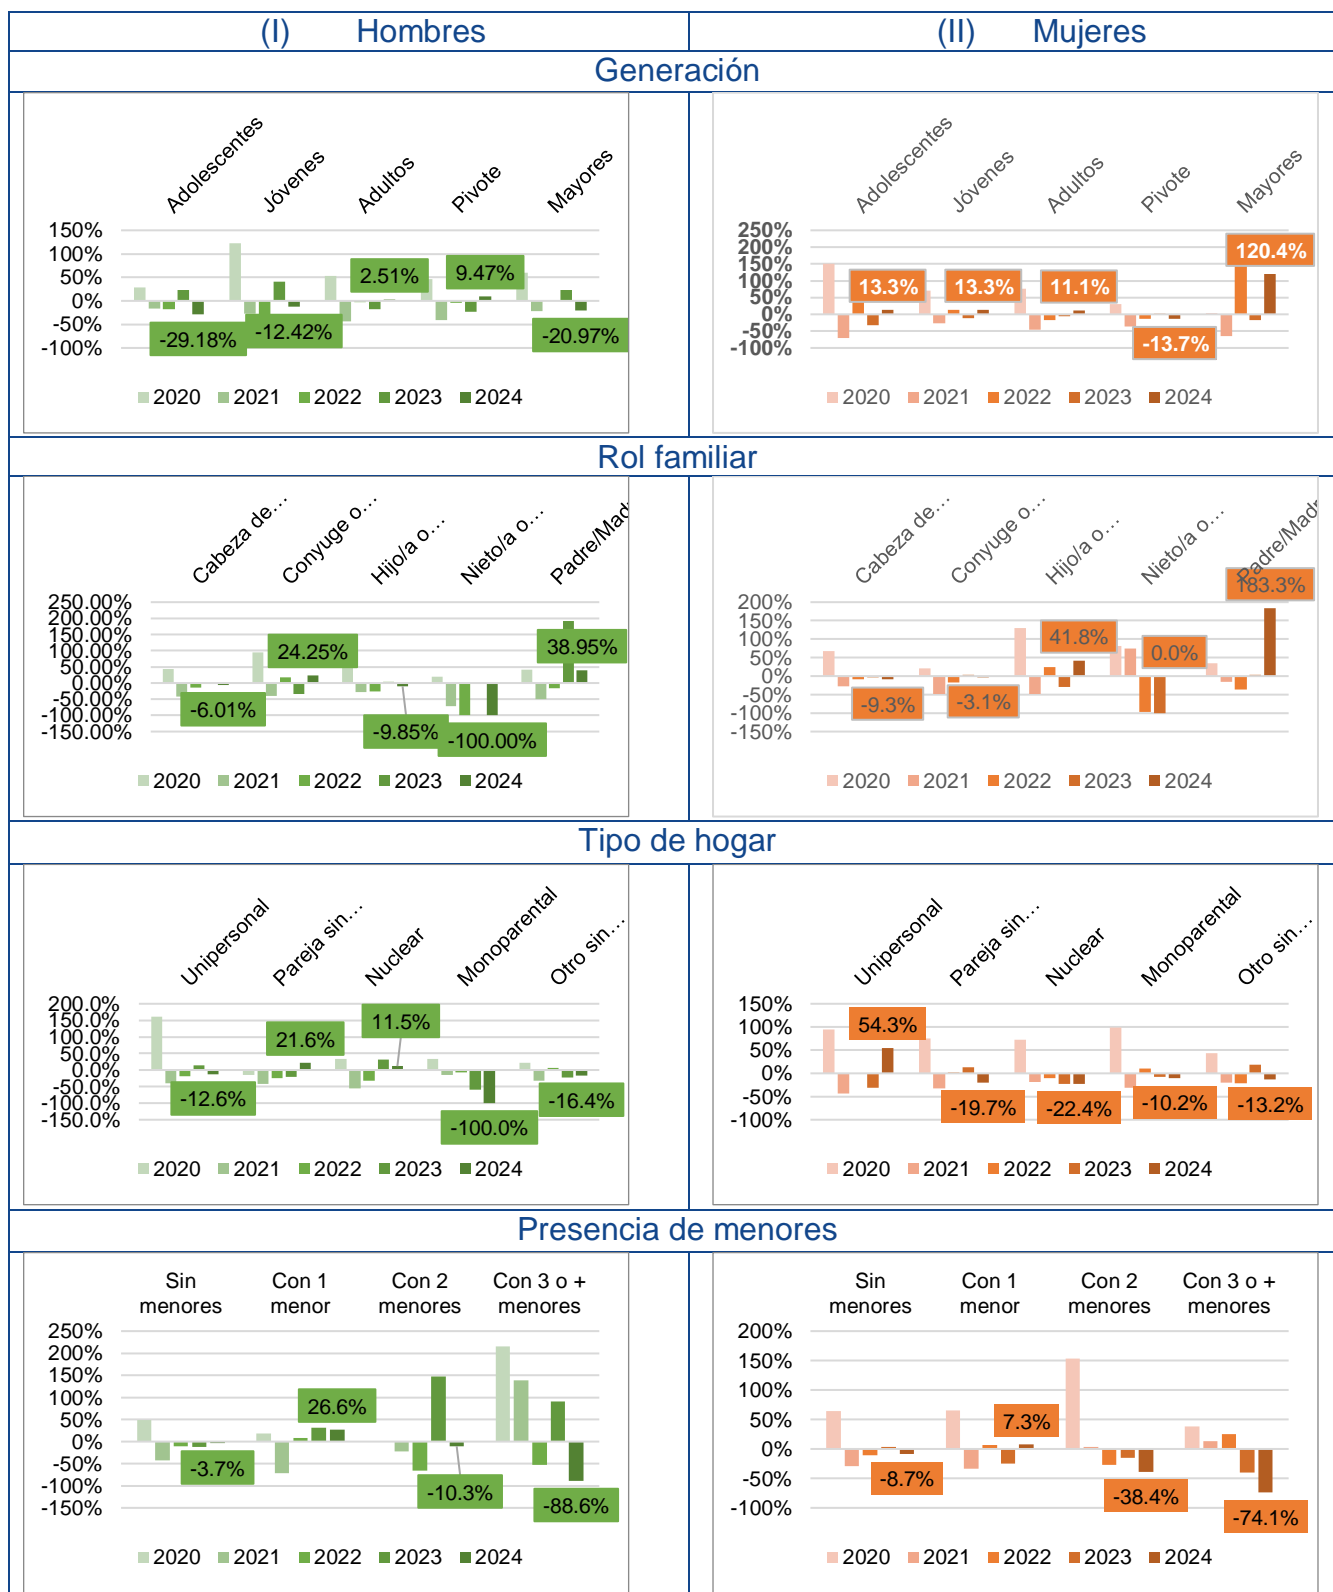 (I) Hombres
(II) Mujeres
Generación
Adolescentes
Jóvenes
Adultos
Pivote
Mayores
150%
100%
50%
0%
-50%
-100%
-29.18%
-12.42%
2.51%
9.47%
-20.97%
2020 2021 2022 2023 2024
Adolescentes
Jóvenes
Adultos
Pivote
Mayores
250%
200%
150%
100%
50%
0%
-50%
-100%
13.3%
13.3%
11.1%
-13.7%
120.4%
2020 2021 2022 2023 2024
Rol familiar
Cabeza de...
Conyuge o...
Hijo/a o...
Nieto/a o...
Padre/Madr
250.00%
200.00%
150.00%
100.00%
50.00%
0.00%
-50.00%
-100.00%
-150.00%
-6.01%
24.25%
-9.85%
-100.00%
38.95%
2020 2021 2022 2023 2024
Cabeza de...
Conyuge o...
Hijo/a o...
Nieto/a o...
Padre/Madr
200%
150%
100%
50%
0%
-50%
-100%
-150%
-9.3%
-3.1%
41.8%
0.0%
183.3%
2020 2021 2022 2023 2024
Tipo de hogar
Unipersonal
Pareja sin...
Nuclear
Monoparental
Otro sin...
200.0%
150.0%
100.0%
50.0%
0.0%
-50.0%
-100.0%
-150.0%
-12.6%
21.6%
11.5%
-100.0%
-16.4%
2020 2021 2022 2023 2024
Unipersonal
Pareja sin...
Nuclear
Monoparental
Otro sin...
150%
100%
50%
0%
-50%
-100%
54.3%
-19.7%
-22.4%
-10.2%
-13.2%
2020 2021 2022 2023 2024
Presencia de menores
Sin menores
Con 1 menor
Con 2 menores
Con 3 o + menores
250%
200%
150%
100%
50%
0%
-50%
-100%
-150%
-3.7%
26.6%
-10.3%
-88.6%
2020 2021 2022 2023 2024
Sin menores
Con 1 menor
Con 2 menores
Con 3 o + menores
200%
150%
100%
50%
0%
-50%
-100%
-8.7%
7.3%
-38.4%
-74.1%
2020 2021 2022 2023 2024